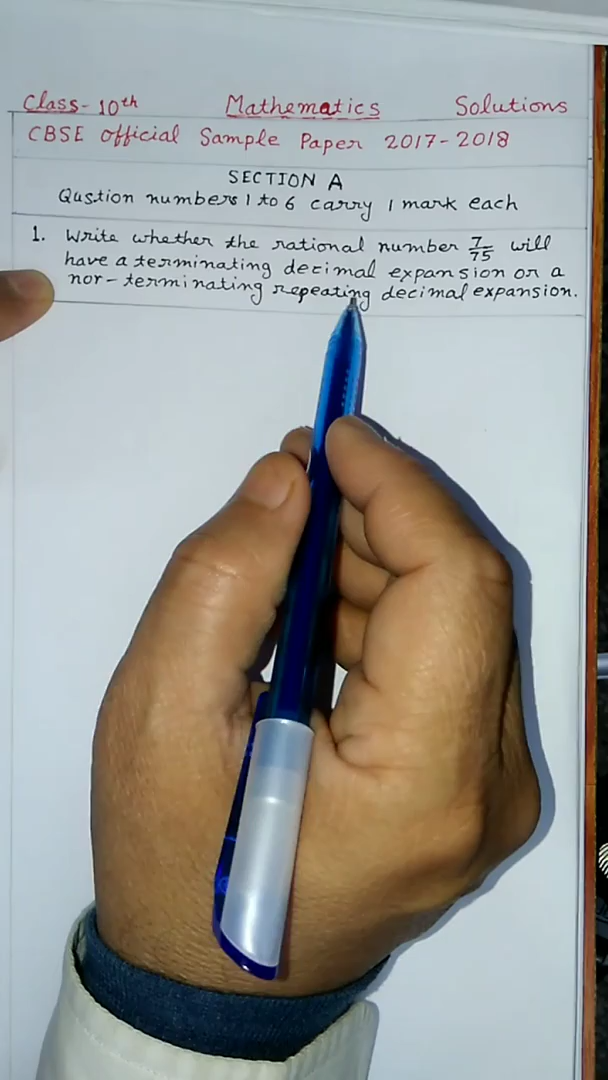 Class- 10th Mathematics Solutions
CBSE official Sample Paper 2017-2018
SECTION A
Qustion numbers 1 to 6 carry 1 mark each
1. Write whether the rational number 7/75 will
have a terminating decimal expansion or a
nor-terminating repeating decimal expansion.